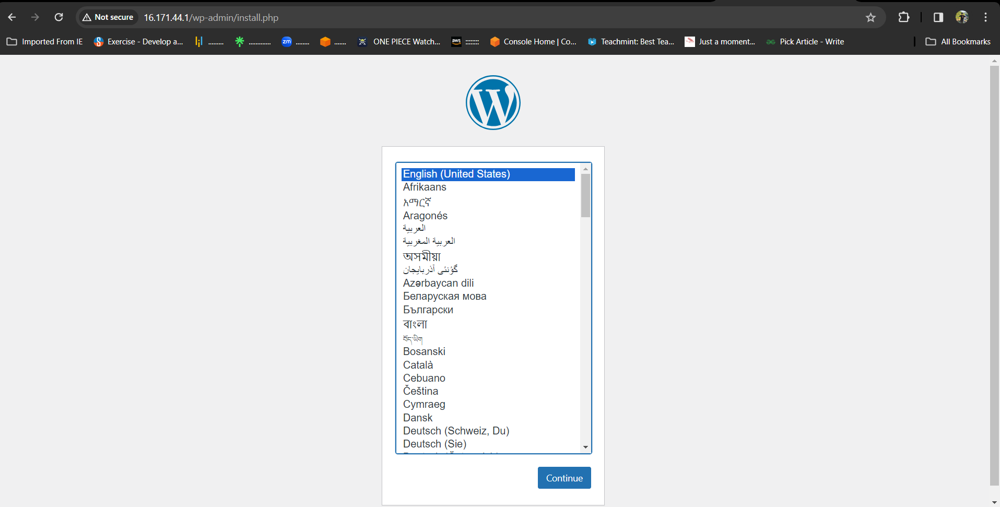 Not secure 16.171.44.1/wp-admin/install.php
Imported From IE Exercise - Develop a... ......... ............. zm ........ ....... ONE PIECE Watch... aws :::::::: Console Home | Co... Teachmint: Best Tea... Just a moment... Pick Article - Write All Bookmarks
W
English (United States)
Afrikaans
አማርኛ
Aragonés
العربية
العربية المغربية
অসমীয়া
گؤنئی آذربایجان
Azərbaycan dili
Беларуская мова
Български
বাংলা
བོད་ཡིག
Bosanski
Català
Cebuano
Čeština
Cymraeg
Dansk
Deutsch (Schweiz, Du)
Deutsch (Sie)
Continue